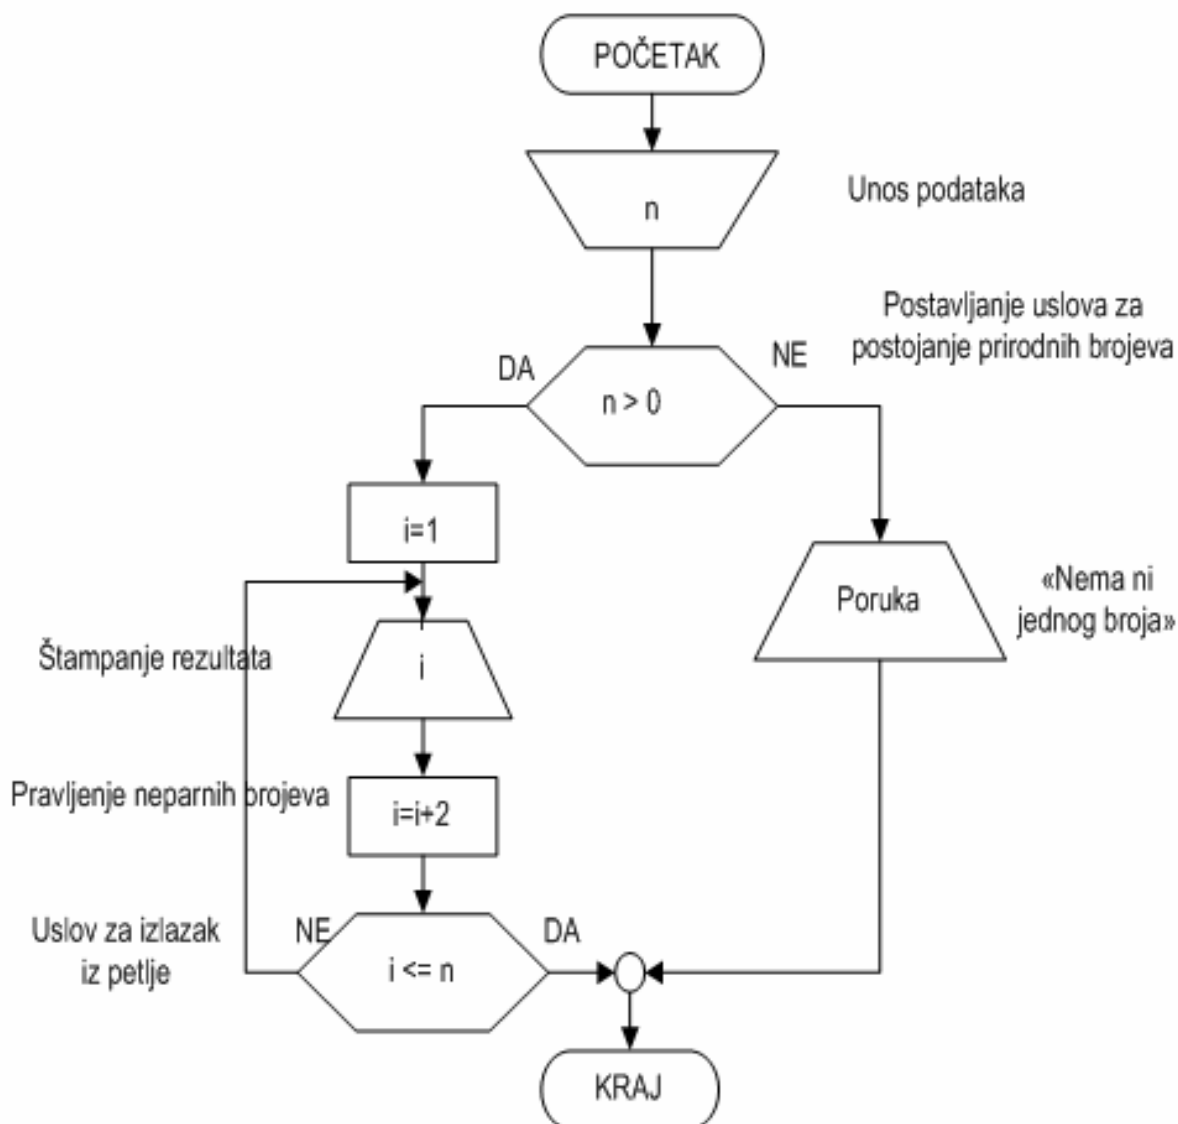 POČETAK
n
Unos podataka
Postavljanje uslova za
postojanje prirodnih brojeva
DA
NE
n > 0
i=1
Poruka
«Nema ni
jednog broja»
Štampanje rezultata
i
Pravljenje neparnih brojeva
i=i+2
Uslov za izlazak
iz petlje
NE
DA
i <= n
KRAJ